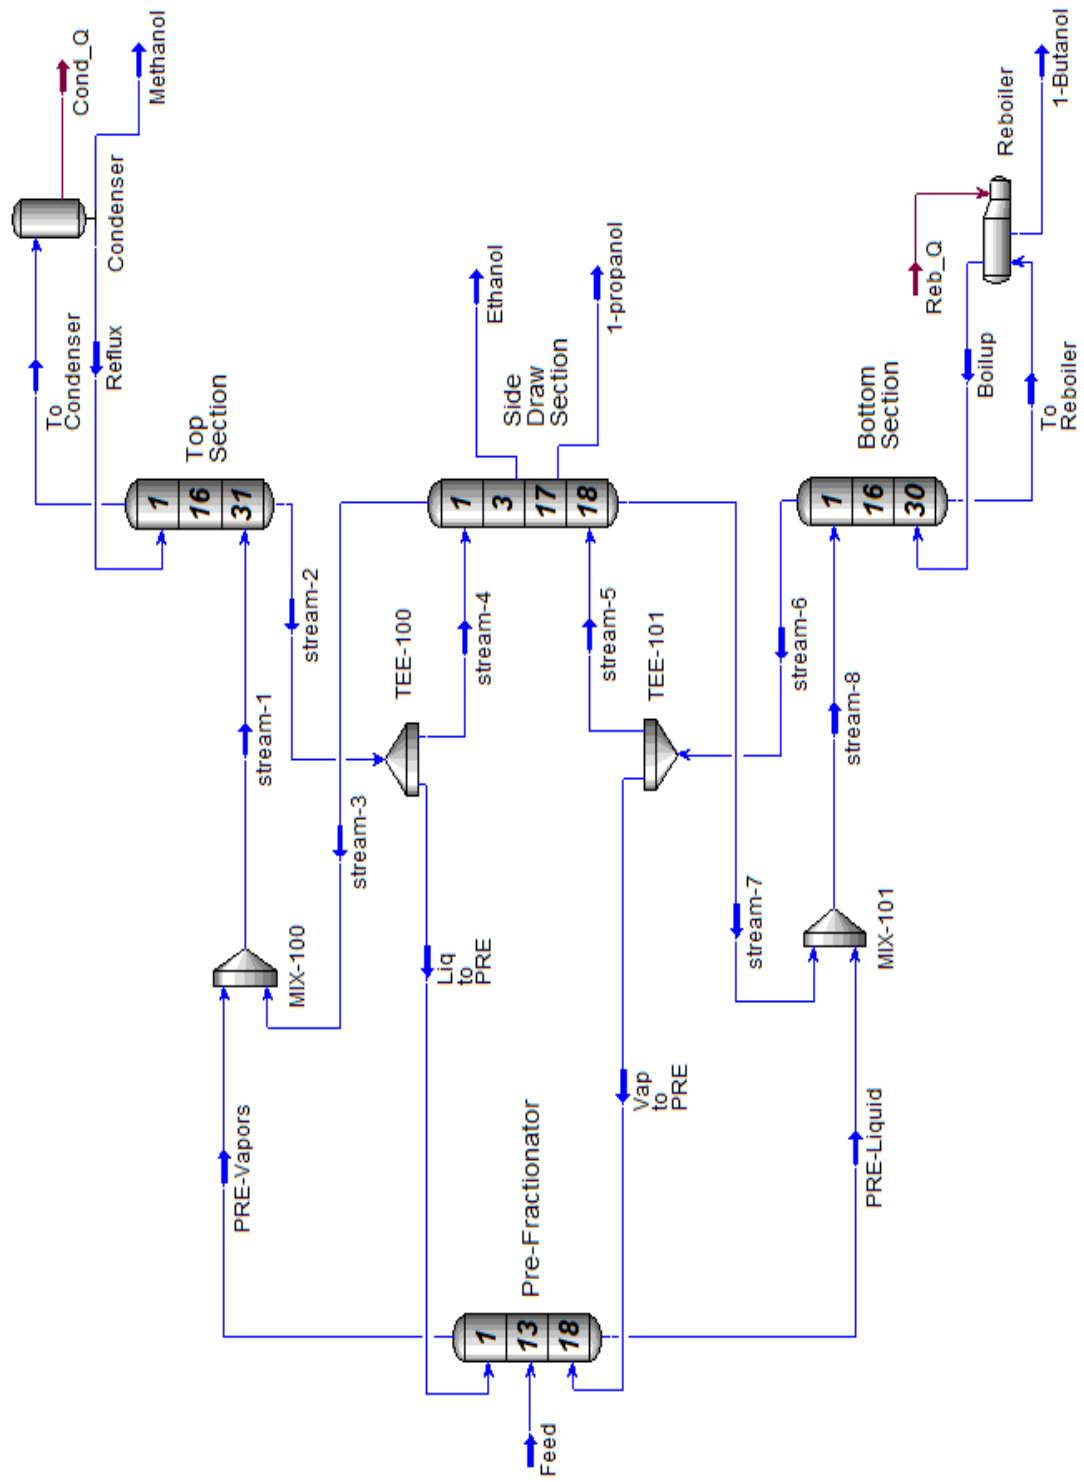 Feed
Pre-Fractionator
1
13
18
PRE-Vapors
PRE-Liquid
Liq
to
PRE
Vap
to
PRE
MIX-100
MIX-101
stream-1
stream-2
stream-3
TEE-100
stream-4
stream-5
TEE-101
stream-6
stream-7
stream-8
Top
Section
1
16
31
To
Condenser
Reflux
Condenser
Cond_Q
Methanol
Side
Draw
Section
1
3
17
18
Ethanol
1-propanol
Bottom
Section
1
16
30
Boilup
To
Reboiler
Reb_Q
Reboiler
1-Butanol